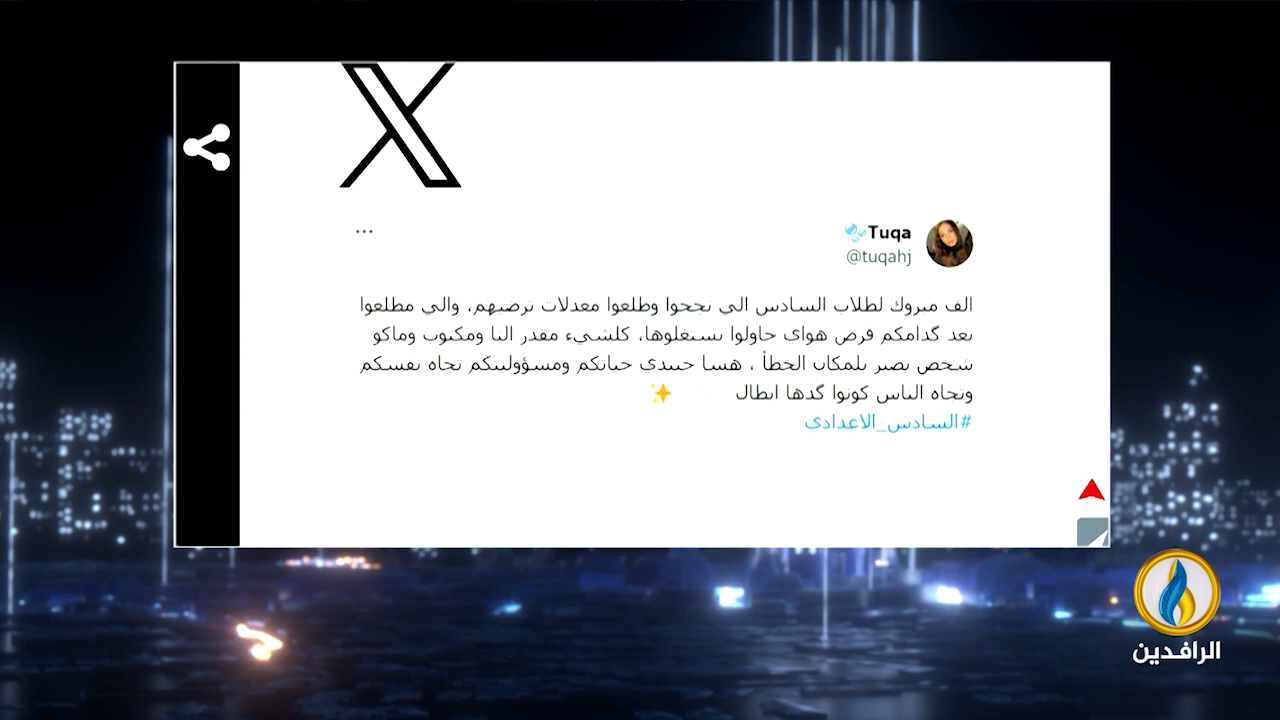 Tuqa
@tuqahj
الف مبروك لطلاب السادس الي نجحوا وطلعوا معدلات ترضيهم، والي مطلعوا
بعد گدامكم فرص هواي حاولوا تستغلوها، كلشيء مقدر النا ومكتوب وماكو
شخص يصير بلمكان الخطأ ، هسا حتبدي حياتكم ومسؤوليتكم تجاه نفسكم
وتجاه الناس كونوا گدها ابطال ✨
#السادس_الاعدادي
الرافدين